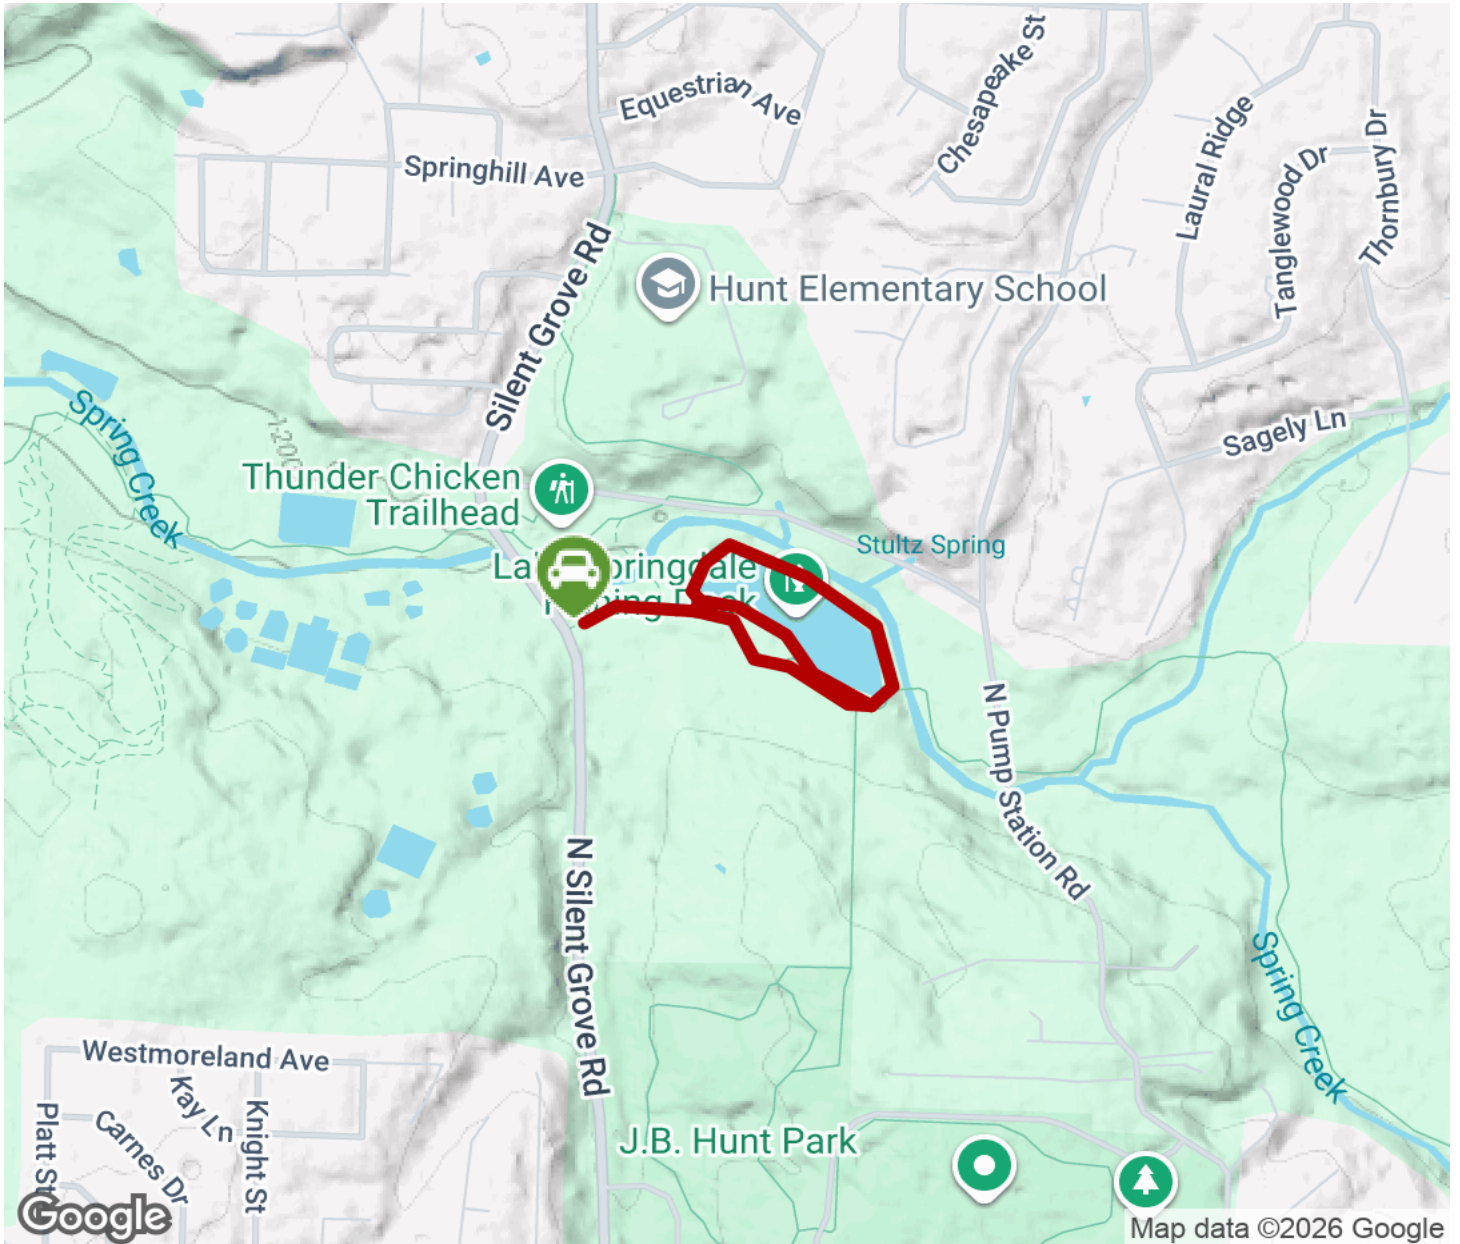 Equestrian Ave
Chesapeake St
Laural Ridge
Tanglewood Dr
Thornbury Dr
Springhill Ave
Silent Grove Rd
Hunt Elementary School
Spring Creek
1200
Sagely Ln
Thunder Chicken
Trailhead
Stultz Spring
N Pump Station Rd
N Silent Grove Rd
Spring Creek
Westmoreland Ave
Kay Ln
Knight St
Carnes Dr
Platt St
J.B. Hunt Park
Google
Map data ©2026 Google